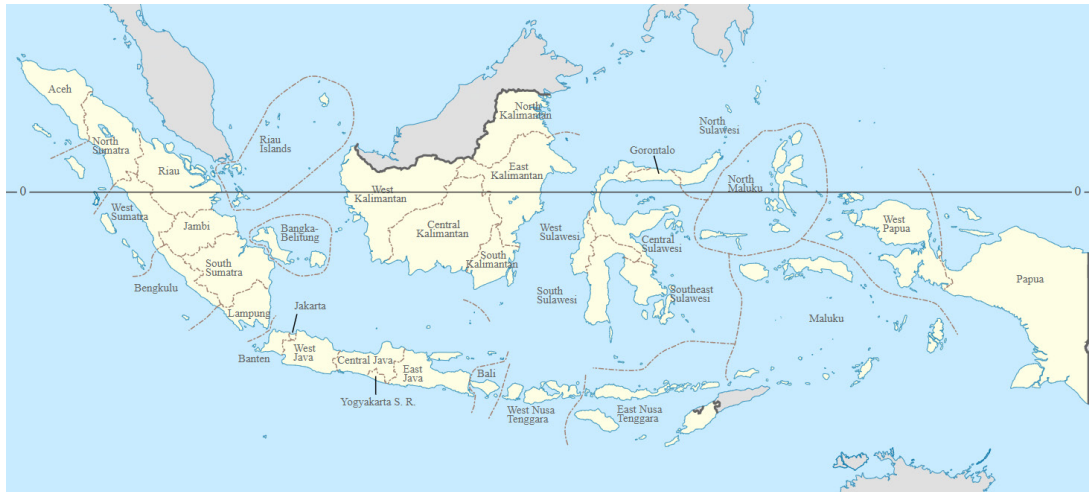 Aceh
North
Sumatra
Riau
Riau
Islands
North
Kalimantan
North
Sulawesi
Gorontalo
East
Kalimantan
North
Maluku
0
0
West
Kalimantan
West
Sumatra
Jambi
Bangka-
Belitung
Central
Kalimantan
West
Sulawesi
Central
Sulawesi
West
Papua
South
Sumatra
South
Kalimantan
Bengkulu
South
Sulawesi
Southeast
Sulawesi
Papua
Lampung
Jakarta
Maluku
Banten
West
Java
Central Java
East
Java
Bali
Yogyakarta S. R.
West Nusa
Tenggara
East Nusa
Tenggara